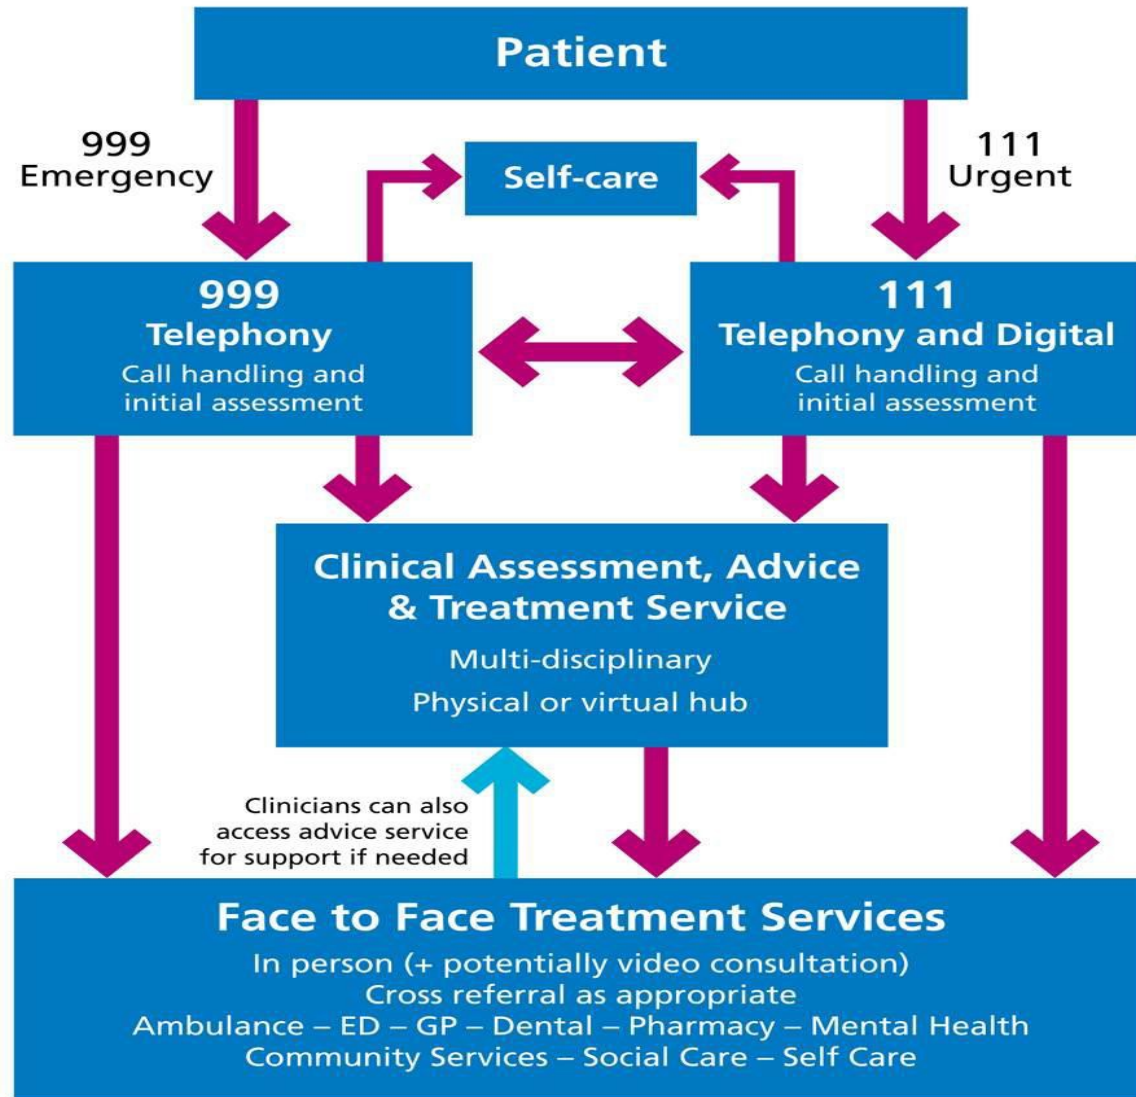 Patient
999
Emergency
Self-care
111
Urgent
999
Telephony
Call handling and
initial assessment
111
Telephony and Digital
Call handling and
initial assessment
Clinical Assessment, Advice
& Treatment Service
Multi-disciplinary
Physical or virtual hub
Clinicians can also
access advice service
for support if needed
Face to Face Treatment Services
In person (+ potentially video consultation)
Cross referral as appropriate
Ambulance – ED – GP – Dental – Pharmacy – Mental Health
Community Services – Social Care – Self Care